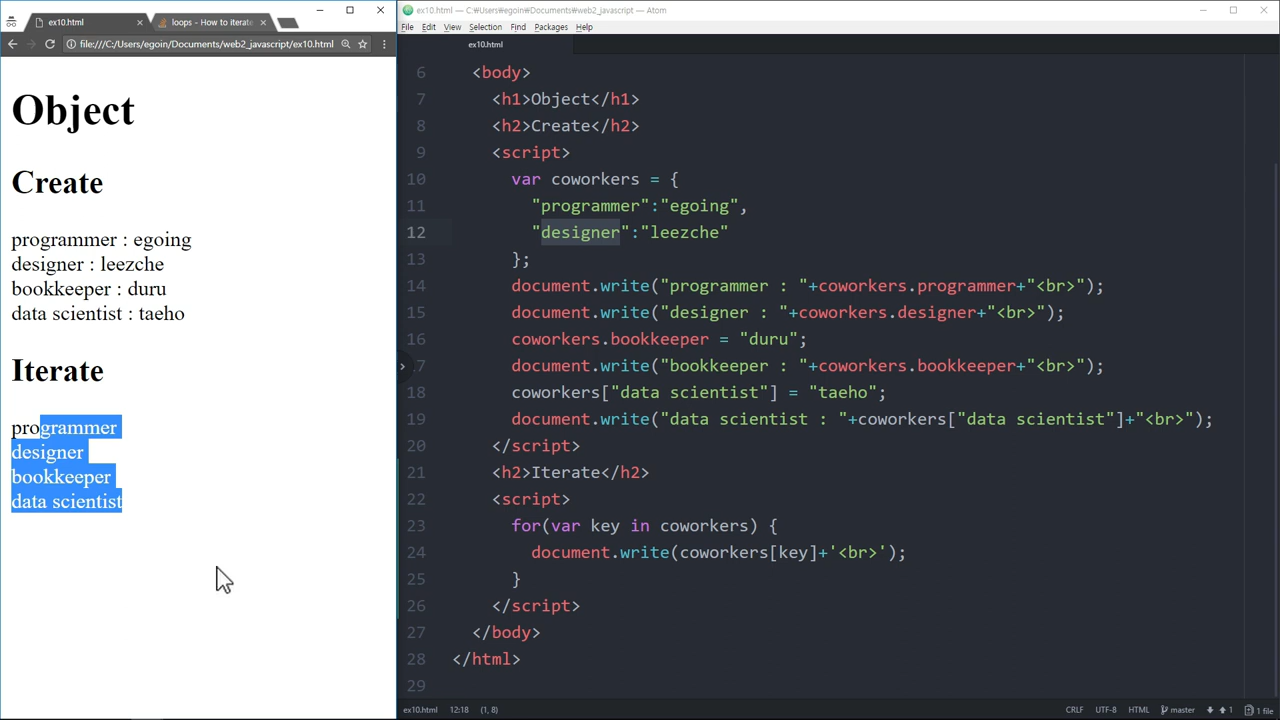 ex10.html
loops - How to iterate
file:///C:/Users/egoin/Documents/web2_javascript/ex10.html
Object
Create
programmer : egoing
designer : leezche
bookkeeper : duru
data scientist : taeho
Iterate
programmer
designer
bookkeeper
data scientist
ex10.html — C:₩Users₩egoin₩Documents₩web2_javascript — Atom
File Edit View Selection Find Packages Help
ex10.html
6 <body>
7 <h1>Object</h1>
8 <h2>Create</h2>
9 <script>
10 var coworkers = {
11 "programmer":"egoing",
12 "designer":"leezche"
13 };
14 document.write("programmer : "+coworkers.programmer+"<br>");
15 document.write("designer : "+coworkers.designer+"<br>");
16 coworkers.bookkeeper = "duru";
17 document.write("bookkeeper : "+coworkers.bookkeeper+"<br>");
18 coworkers["data scientist"] = "taeho";
19 document.write("data scientist : "+coworkers["data scientist"]+"<br>");
20 </script>
21 <h2>Iterate</h2>
22 <script>
23 for(var key in coworkers) {
24 document.write(coworkers[key]+'<br>');
25 }
26 </script>
27 </body>
28 </html>
29
ex10.html 12:18 (1, 8) CRLF UTF-8 HTML master 1 1 file